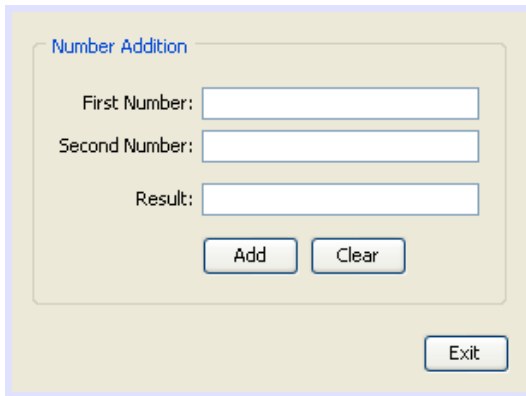 Number Addition
First Number:
Second Number:
Result:
Add Clear
Exit